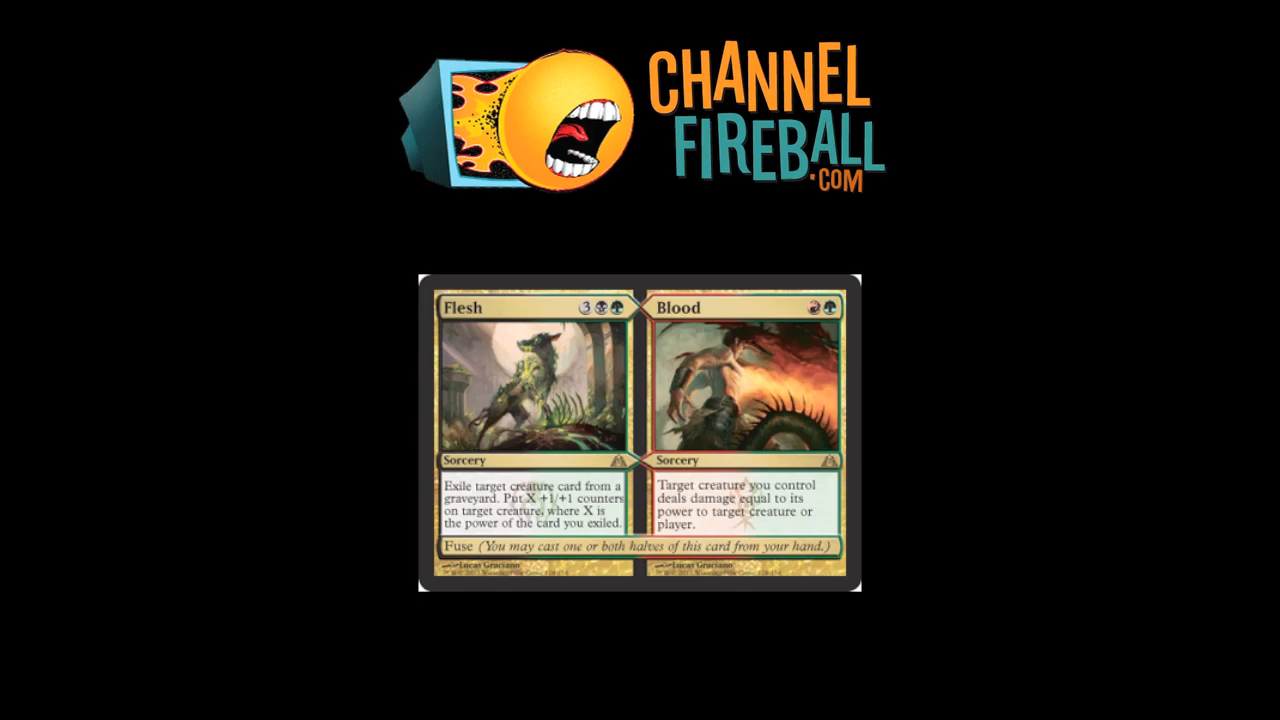 CHANNEL
FIREBALL
.COM
Flesh 3
Blood
Sorcery
Sorcery
Exile target creature card from a
graveyard. Put X +1/+1 counters
on target creature, where X is
the power of the card you exiled.
Target creature you control
deals damage equal to its
power to target creature or
player.
Fuse (You may cast one or both halves of this card from your hand.)
Lucas Graciano
Lucas Graciano